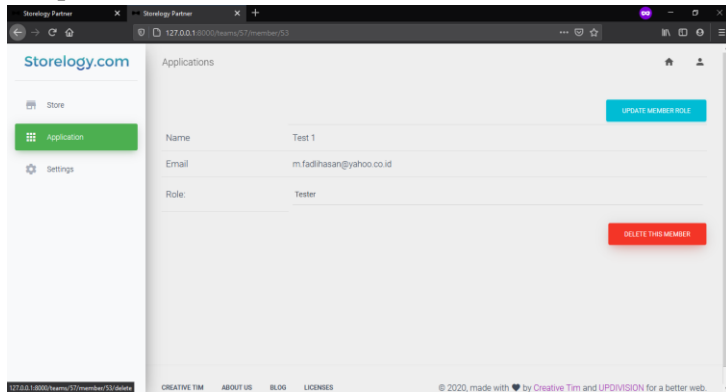 Storelogy Partner
Storelogy Partner
127.0.0.1:8000/teams/57/member/53
Storelogy.com
Applications
Store
UPDATE MEMBER ROLE
Application
Name Test 1
Email m.fadlihasan@yahoo.co.id
Settings
Role: Tester
DELETE THIS MEMBER
127.0.0.1:8000/teams/57/member/53/delete
CREATIVE TIM ABOUT US BLOG LICENSES © 2020, made with by Creative Tim and UPDIVISION for a better web.